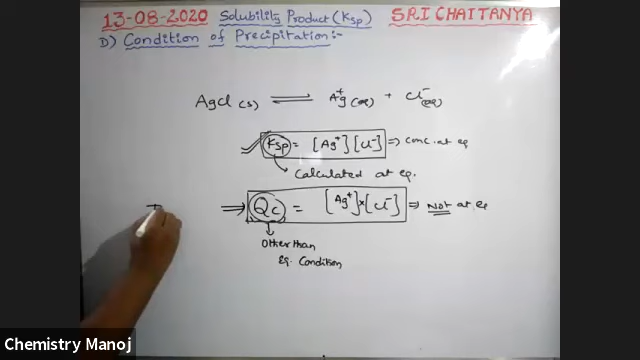 13-08-2020 Solubility Product (Ksp) SRI CHAITANYA
D) Condition of Precipitation:-
AgCl (s) ⇌ Ag⁺(aq) + Cl⁻(aq)
Ksp = [Ag⁺] [Cl⁻] ⇒ conc. at eq
Calculated at eq.
⇒ Qc = [Ag⁺]×[Cl⁻] ⇒ Not at eq
Other than
Eq. Condition
Chemistry Manoj